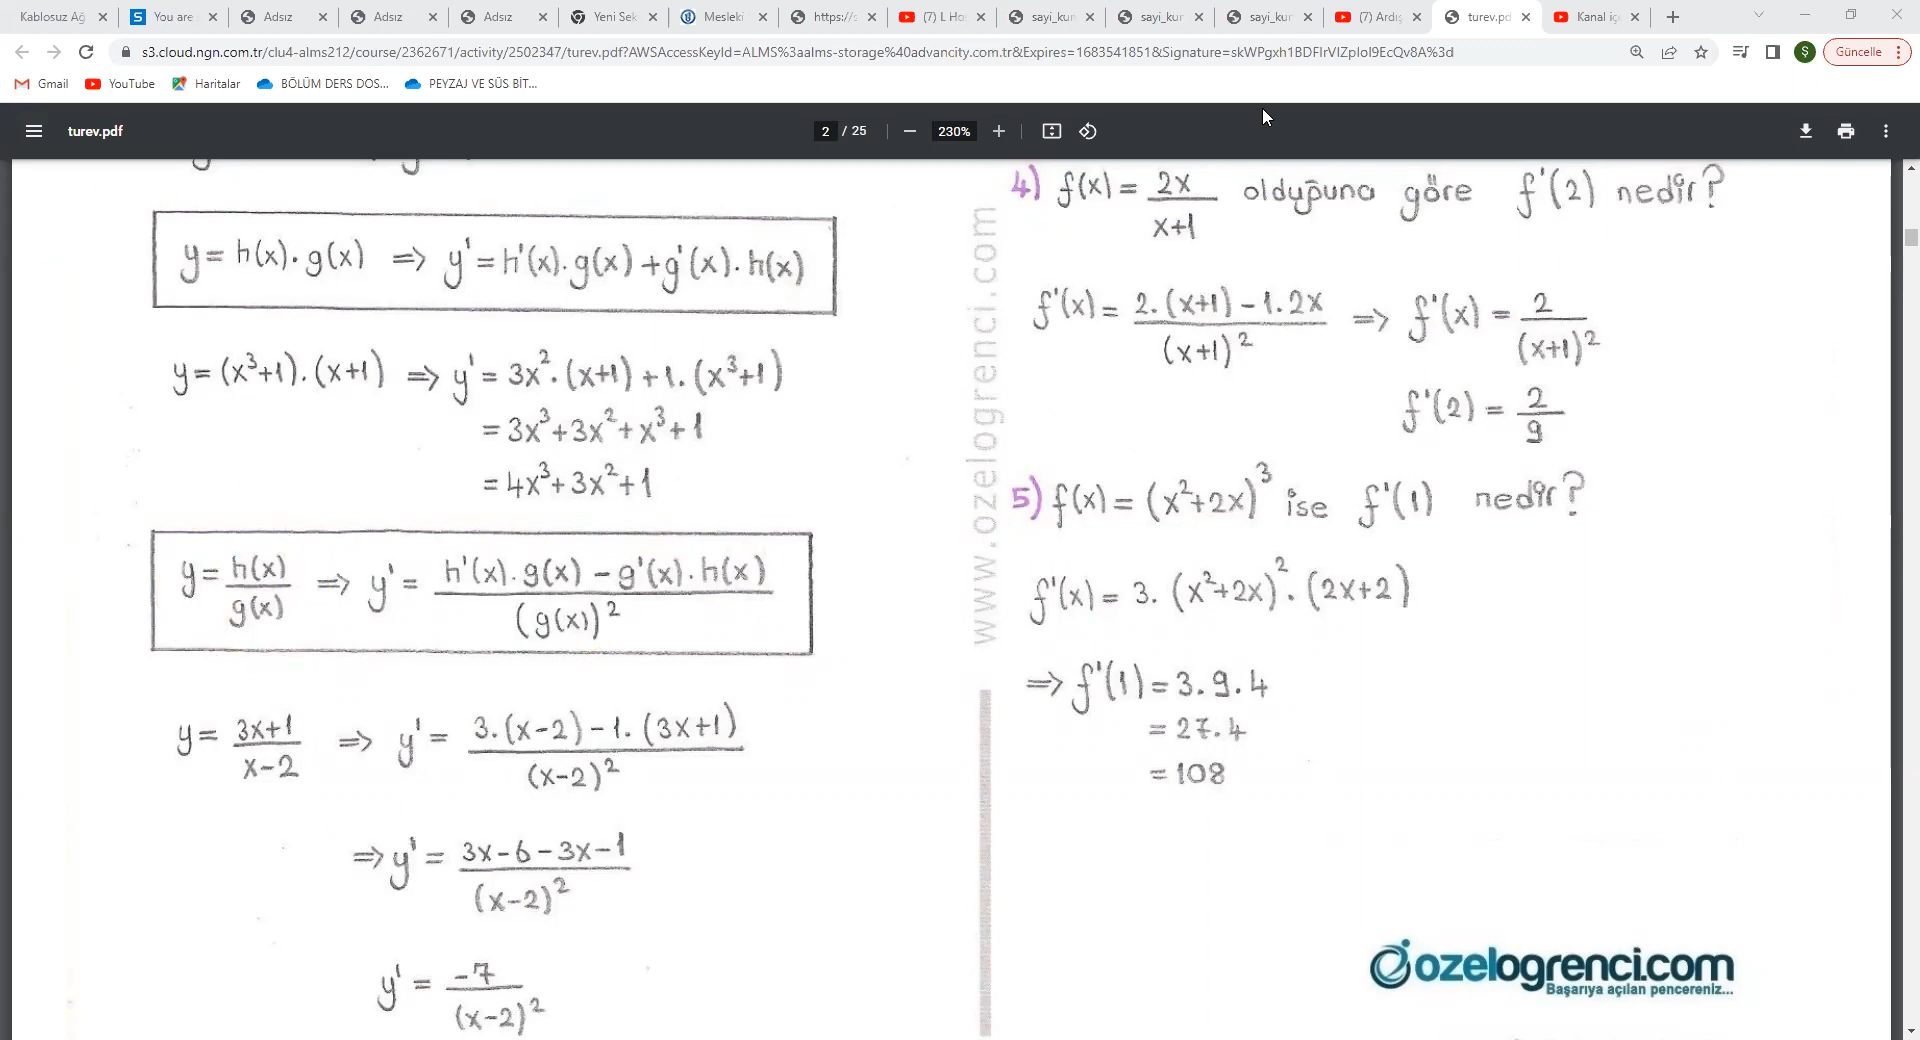 Kablosuz Ağ
You are
Adsız
Adsız
Adsız
Yeni Sek
Mesleki
https://s
(7) L Ho
sayi_kur
sayi_kur
sayi_kur
(7) Ardış
turev.pd
Kanal iç
s3.cloud.ngn.com.tr/clu4-alms212/course/2362671/activity/2502347/turev.pdf?AWSAccessKeyId=ALMS%3aalms-storage%40advancity.com.tr&Expires=1683541851&Signature=skWPgxh1BDFIrVIZpIoI9EcQv8A%3d
Güncelle
Gmail
YouTube
Haritalar
BÖLÜM DERS DOS...
PEYZAJ VE SÜS BİT...
turev.pdf
2 / 25
230%
y = h(x) . g(x) ⇒ y' = h'(x) . g(x) + g'(x) . h(x)
y = (x³+1) . (x+1) ⇒ y' = 3x² . (x+1) + 1 . (x³+1)
= 3x³ + 3x² + x³ + 1
= 4x³ + 3x² + 1
y = h(x)/g(x) ⇒ y' = (h'(x) . g(x) - g'(x) . h(x))/(g(x))²
y = (3x+1)/(x-2) ⇒ y' = (3.(x-2) - 1.(3x+1))/(x-2)²
⇒ y' = (3x-6-3x-1)/(x-2)²
y' = -7/(x-2)²
www.ozelogrenci.com
4) f(x) = 2x/(x+1) olduğuna göre f'(2) nedir?
f'(x) = (2.(x+1) - 1.2x)/(x+1)² ⇒ f'(x) = 2/(x+1)²
f'(2) = 2/9
5) f(x) = (x²+2x)³ ise f'(1) nedir?
f'(x) = 3.(x²+2x)².(2x+2)
⇒ f'(1) = 3.9.4
= 27.4
= 108
ozelogrenci.com
Başarıya açılan pencereniz...